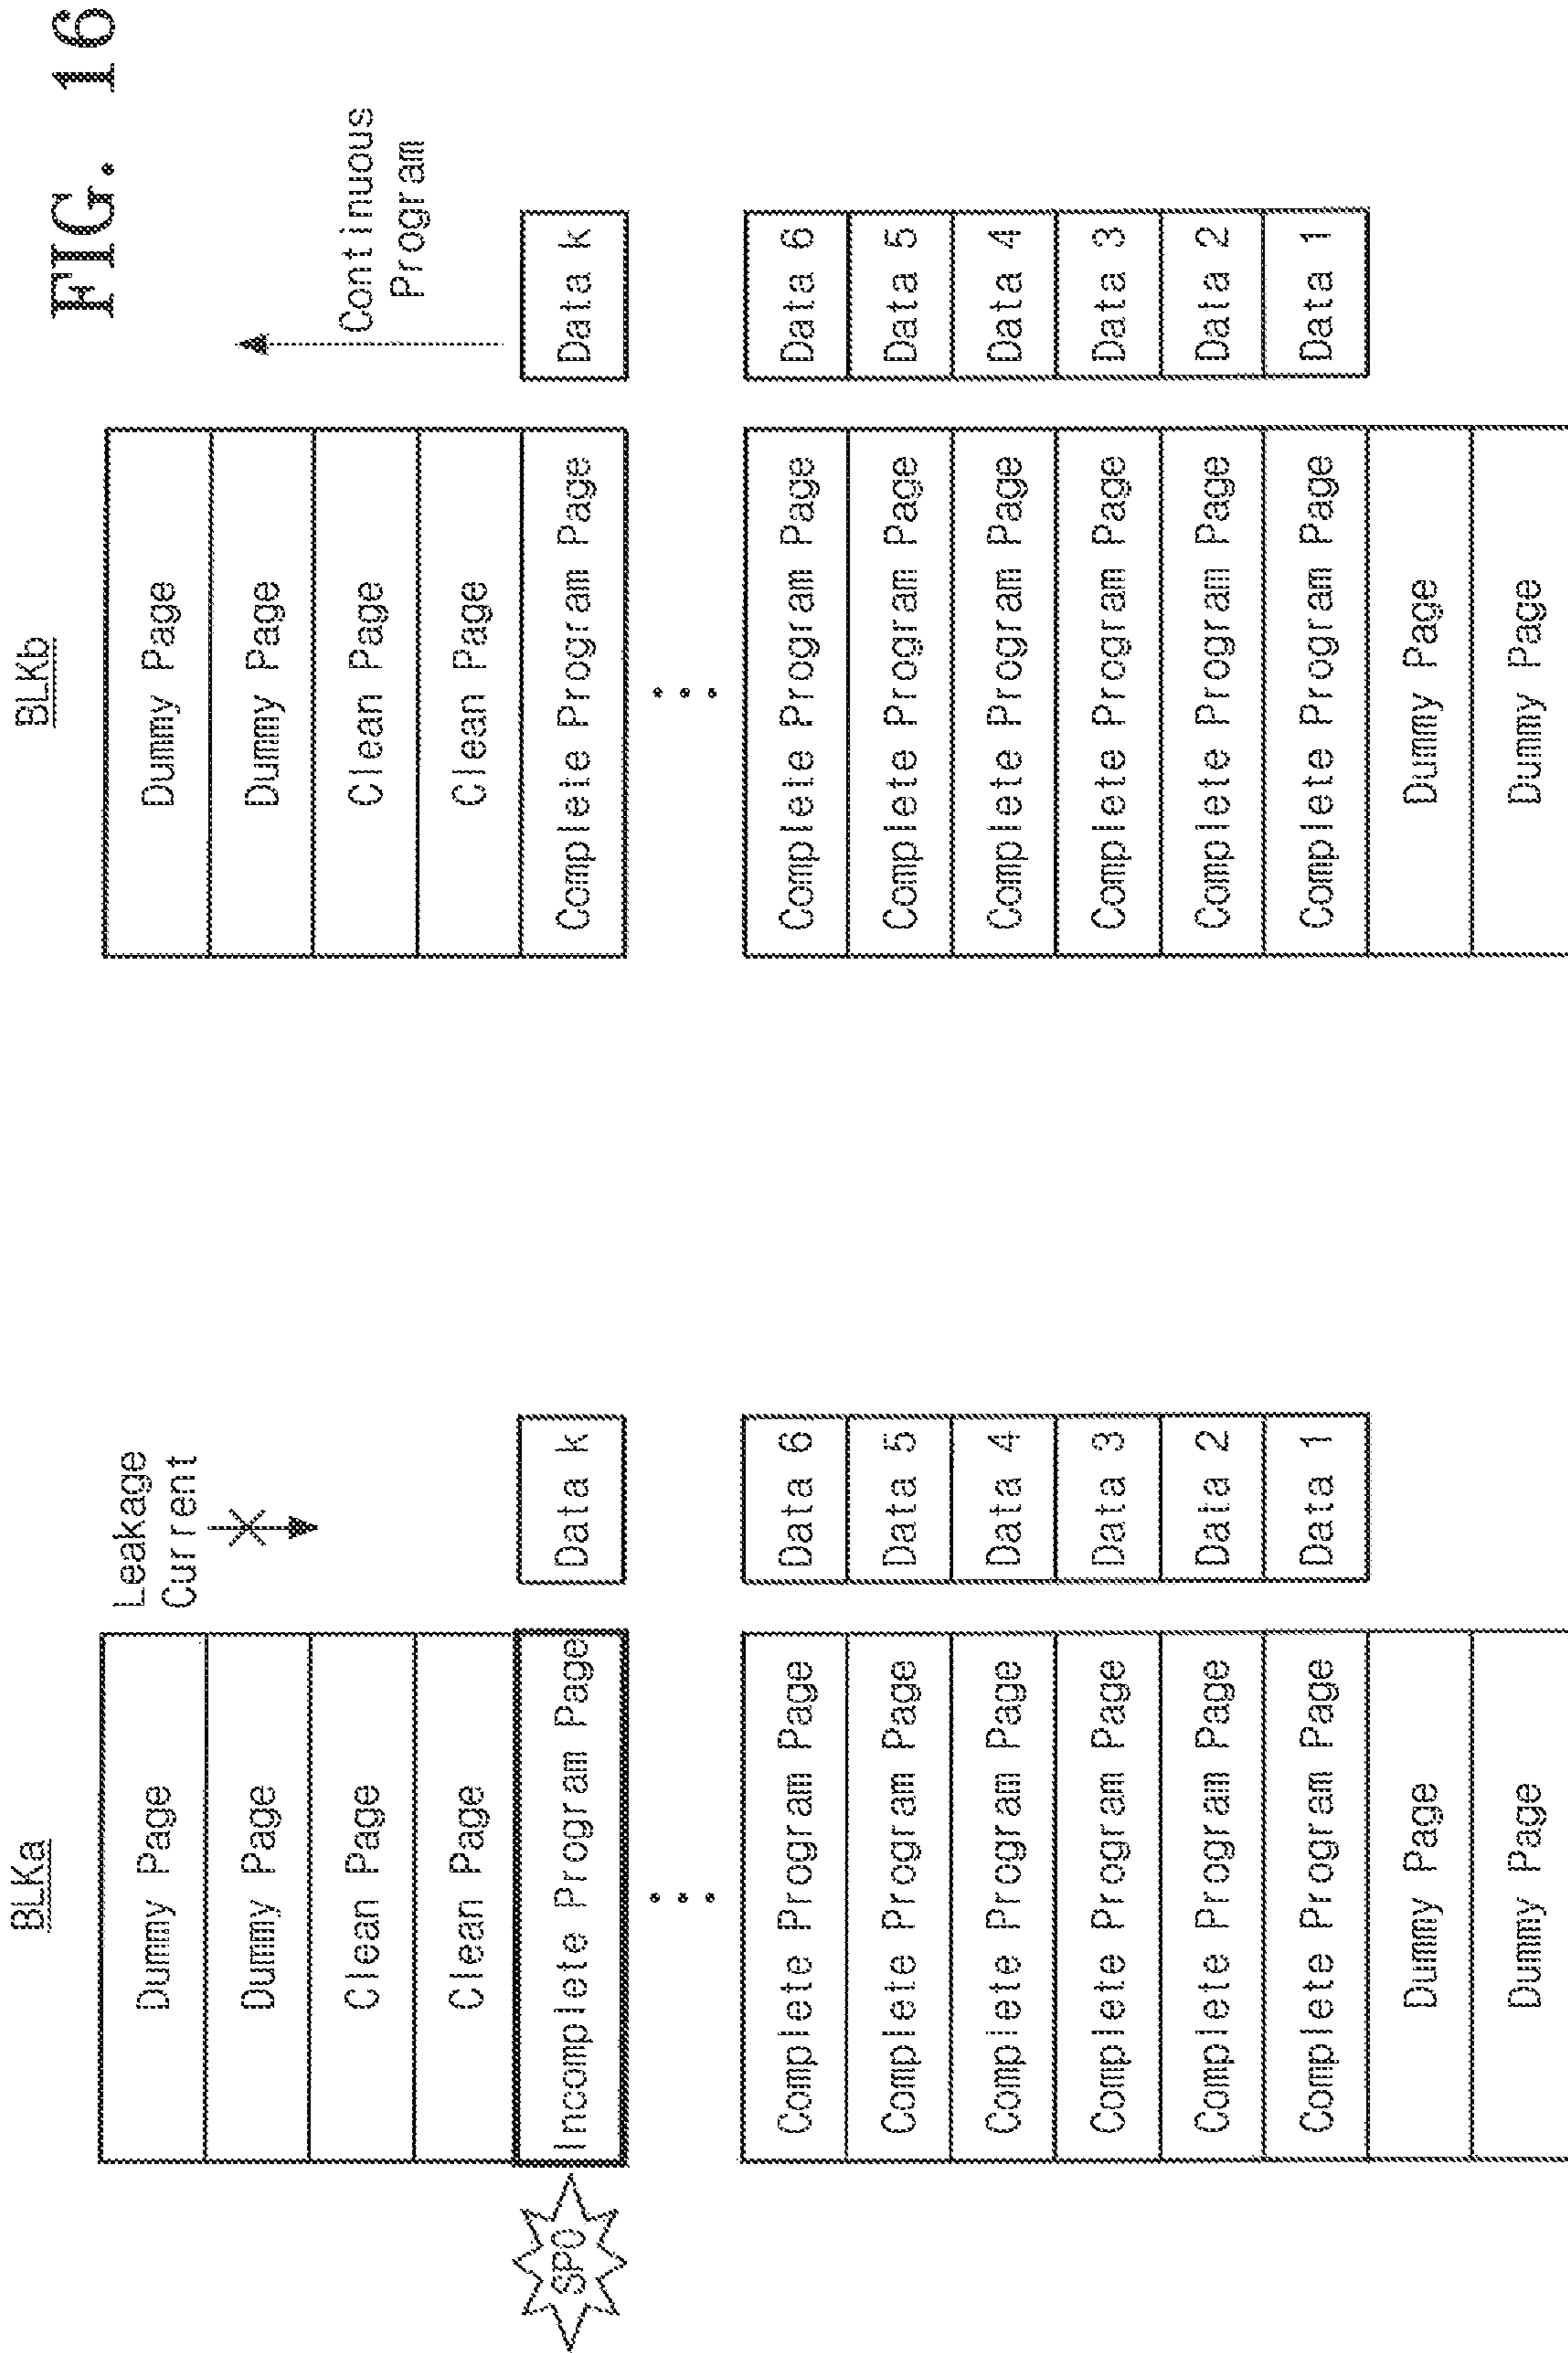 FIG. 16
BLKa
Leakage
Current
Dummy Page
Dummy Page
Clean Page
Clean Page
SPO
Incomplete Program Page
Data k
Complete Program Page
Data 6
Complete Program Page
Data 5
Complete Program Page
Data 4
Complete Program Page
Data 3
Complete Program Page
Data 2
Complete Program Page
Data 1
Dummy Page
Dummy Page
BLKb
Continuous
Program
Dummy Page
Dummy Page
Clean Page
Clean Page
Complete Program Page
Data k
Complete Program Page
Data 6
Complete Program Page
Data 5
Complete Program Page
Data 4
Complete Program Page
Data 3
Complete Program Page
Data 2
Complete Program Page
Data 1
Dummy Page
Dummy Page